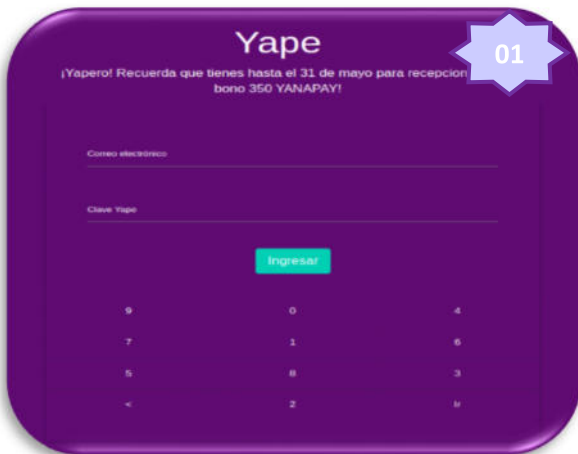 Yape
01
¡Yapero! Recuerda que tienes hasta el 31 de mayo para recepcion
bono 350 YANAPAY!
Correo electrónico
Clave Yape
Ingresar
9 0 4
7 1 6
5 8 3
< 2 Ir